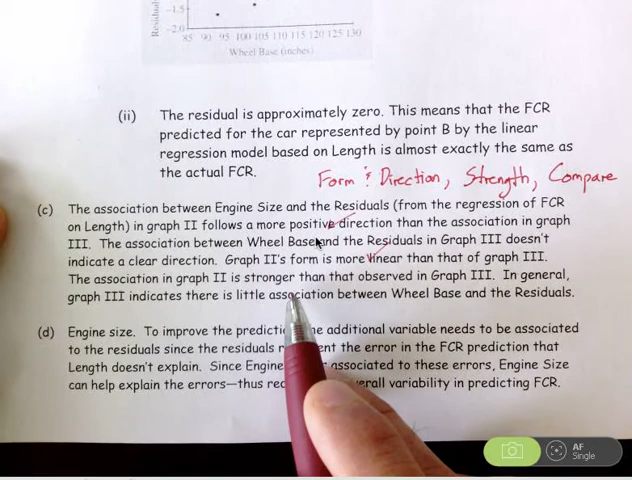 Residual
-1.5
-2.0
85 90 95 100 105 110 115 120 125 130
Wheel Base (inches)
(ii) The residual is approximately zero. This means that the FCR
predicted for the car represented by point B by the linear
regression model based on Length is almost exactly the same as
the actual FCR.
Form & Direction, Strength, Compare
(c) The association between Engine Size and the Residuals (from the regression of FCR
on Length) in graph II follows a more positive direction than the association in graph
III. The association between Wheel Base and the Residuals in Graph III doesn't
indicate a clear direction. Graph II's form is more linear than that of graph III.
The association in graph II is stronger than that observed in Graph III. In general,
graph III indicates there is little association between Wheel Base and the Residuals.
(d) Engine size. To improve the predicti he additional variable needs to be associated
to the residuals since the residuals r ent the error in the FCR prediction that
Length doesn't explain. Since Engine associated to these errors, Engine Size
can help explain the errors—thus re erall variability in predicting FCR.
AF
Single